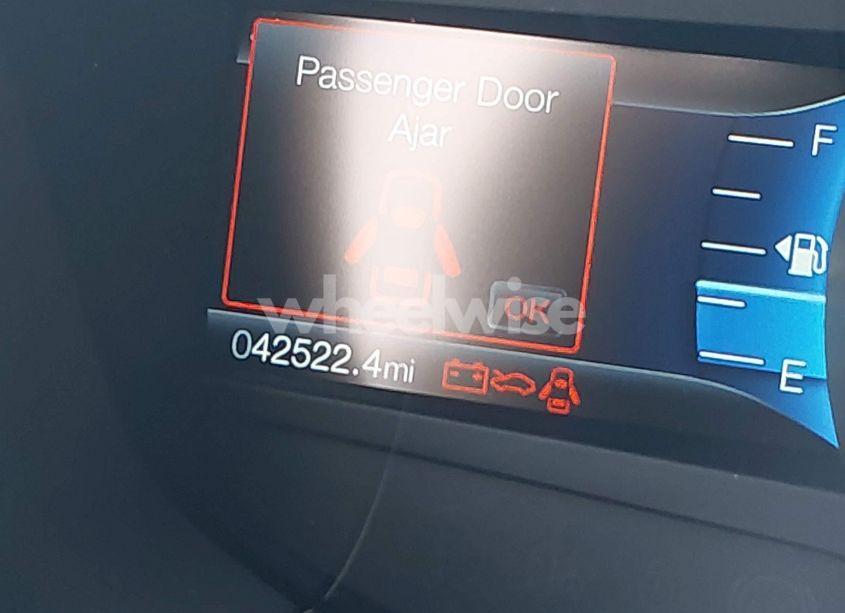 Passenger Door
Ajar
F
wheelwise
OK
042522.4mi
E